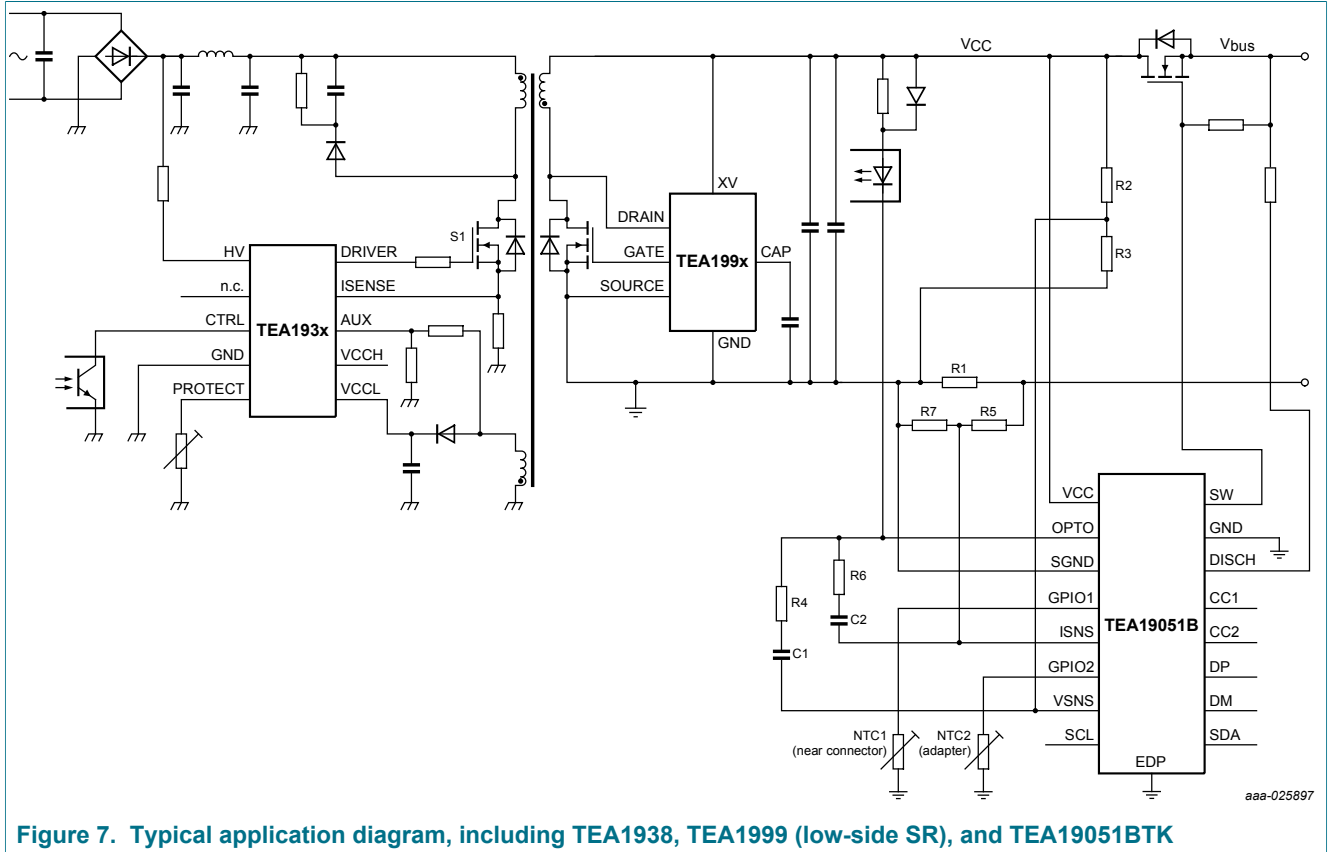 VCC
Vbus
XV
R2
DRAIN
S1
HV
DRIVER
GATE
TEA199x
CAP
R3
n.c.
ISENSE
SOURCE
CTRL
TEA193x
AUX
GND
VCCH
GND
PROTECT
VCCL
R1
R7
R5
VCC
SW
OPTO
GND
SGND
DISCH
R6
R4
GPIO1
CC1
C2
TEA19051B
ISNS
CC2
C1
GPIO2
DP
VSNS
DM
NTC1
(near connector)
NTC2
(adapter)
SCL
SDA
EDP
aaa-025897
Figure 7. Typical application diagram, including TEA1938, TEA1999 (low-side SR), and TEA19051BTK